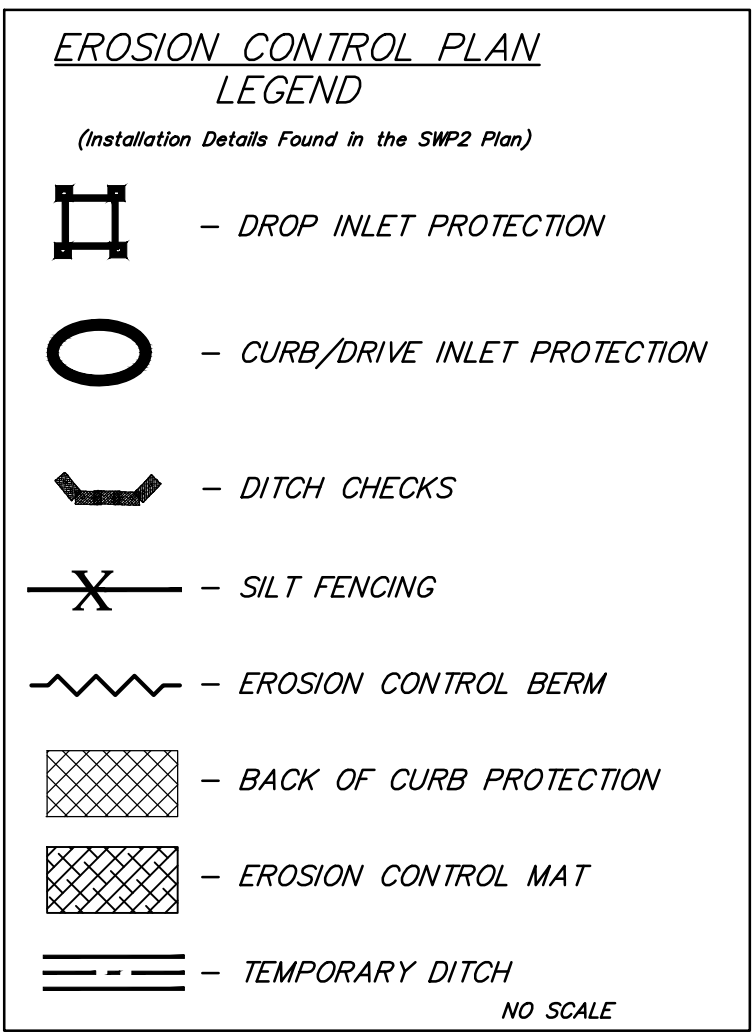 EROSION CONTROL PLAN
LEGEND
(Installation Details Found in the SWP2 Plan)
- DROP INLET PROTECTION
- CURB/DRIVE INLET PROTECTION
- DITCH CHECKS
X - SILT FENCING
- EROSION CONTROL BERM
- BACK OF CURB PROTECTION
- EROSION CONTROL MAT
- TEMPORARY DITCH
NO SCALE